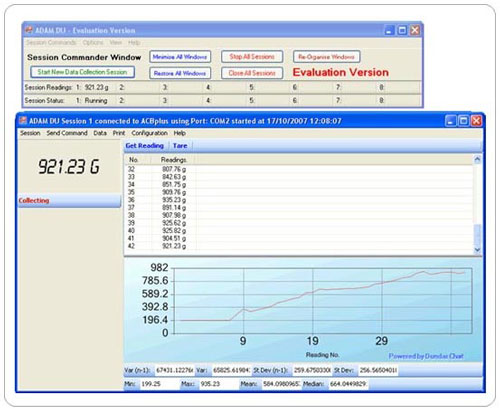 ADAM DU - Evaluation Version
Session Commands Options View Help
Session Commander Window Minimise All Windows Stop All Sessions Re-Organise Windows
Start New Data Collection Session Restore All Windows Close All Sessions Evaluation Version
Session Readings: 1: 921.23 g 2: 3: 4: 5: 6: 7: 8:
Session Status: 1: Running 2: 3: 4: 5: 6: 7: 8:
ADAM DU Session 1 connected to ACBplus using Port: COM2 started at 17/10/2007 12:08:07
Session Send Command Data Print Configuration Help
921.23 G
Collecting
Get Reading Tare
No. Readings
32 807.76 g
33 842.63 g
34 851.75 g
35 909.76 g
36 935.23 g
37 891.14 g
38 907.98 g
39 925.62 g
40 925.82 g
41 904.51 g
42 921.23 g
982
785.6
589.2
392.8
196.4
0
9 19 29
Reading No.
Powered by Dundas Chart
Var (n-1): 67431.12276 Var: 65825.61984 St Dev (n-1): 259.6750330 St Dev: 256.5650401
Min: 199.25 Max: 935.23 Mean: 584.0980965 Median: 664.0449829